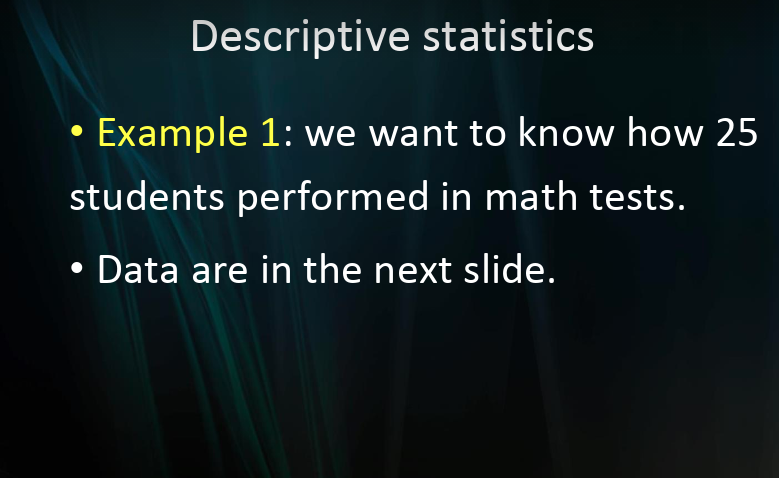 Descriptive statistics
• Example 1: we want to know how 25
students performed in math tests.
• Data are in the next slide.